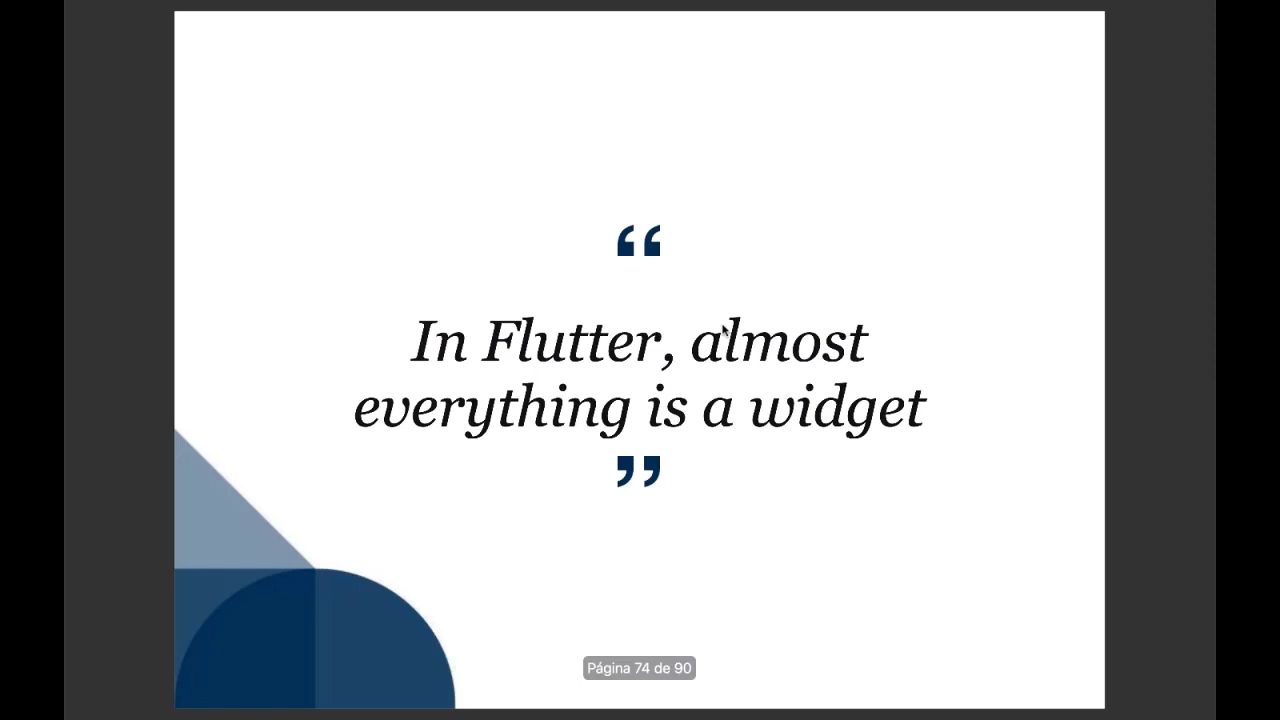 “
In Flutter, almost
everything is a widget
”
Página 74 de 90